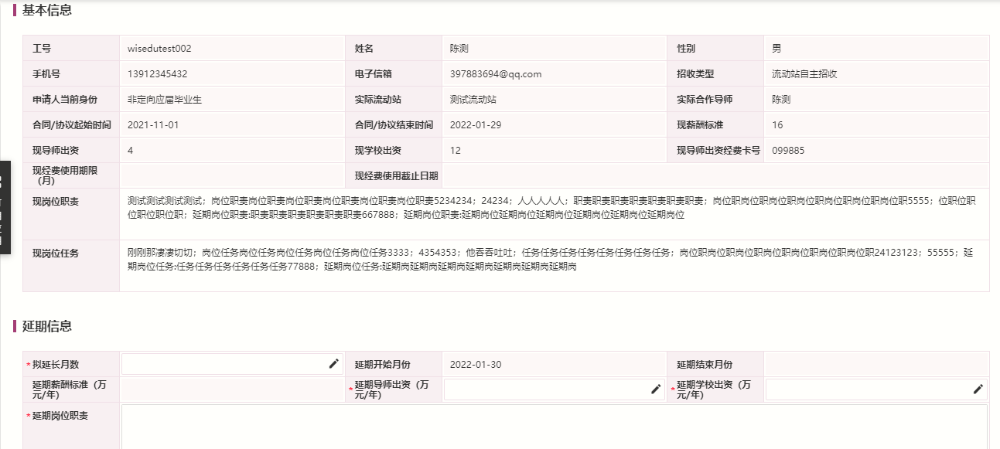 基本信息
工号 wisedutest002 姓名 陈测 性别 男
手机号 13912345432 电子信箱 397883694@qq.com 招收类型 流动站自主招收
申请人当前身份 非定向应届毕业生 实际流动站 测试流动站 实际合作导师 陈测
合同/协议起始时间 2021-11-01 合同/协议结束时间 2022-01-29 现薪酬标准 16
现导师出资 4 现学校出资 12 现导师出资经费卡号 099885
现经费使用期限
（月） 现经费使用截止日期
现岗位职责 测试测试测试测试；岗位职责岗位职责岗位职责岗位职责岗位职责岗位职责5234234；24234；人人人人人；职责职责职责职责职责职责职责；岗位职岗位职岗位职岗位职岗位职岗位职岗位职5555；位职位职
位职位职位职；延期岗位职责:职责职责职责职责职责职责667888；延期岗位职责:延期岗位延期岗位延期岗位延期岗位延期岗位延期岗位
现岗位任务 刚刚那凄凄切切；岗位任务岗位任务岗位任务岗位任务岗位任务3333；4354353；他吞吞吐吐；任务任务任务任务任务任务任务任务；岗位职岗位职岗位职岗位职岗位职岗位职岗位职24123123；55555；延
期岗位任务:任务任务任务任务任务任务77888；延期岗位任务:延期岗延期岗延期岗延期岗延期岗延期岗延期岗
延期信息
*拟延长月数 延期开始月份 2022-01-30 延期结束月份
延期薪酬标准（万
元/年） *延期导师出资（万
元/年） *延期学校出资（万
元/年）
*延期岗位职责